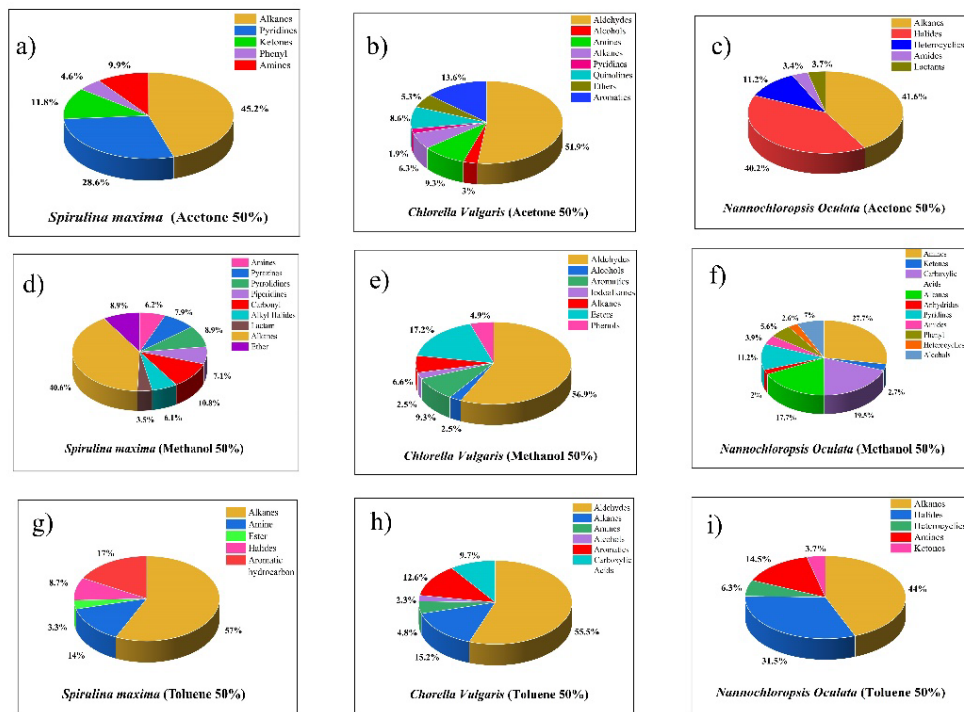 a)
Alkanes
Pyridines
Ketones
Phenyl
Amines
9.9%
4.6%
11.8%
45.2%
28.6%
Spirulina maxima (Acetone 50%)
b)
Aldehydes
Alcohols
Amines
Alkanes
Pyridines
Quinolines
Ethers
Aromatics
13.6%
5.3%
8.6%
1.9%
6.3%
9.3%
3%
51.9%
Chlorella Vulgaris (Acetone 50%)
c)
Alkanes
Halides
Heterocyclics
Amides
Lactams
3.4%
3.7%
11.2%
41.6%
40.2%
Nannochloropsis Oculata (Acetone 50%)
d)
Amines
Pyrrolidines
Piperidines
Carbonyl
Alkyl Halides
Lactam
Alkanes
Ether
8.9%
6.2%
7.9%
8.9%
7.1%
40.6%
10.8%
3.5%
6.1%
Spirulina maxima (Methanol 50%)
e)
Aldehydes
Alcohols
Aromatics
Iodoalkanes
Alkanes
Esters
Phenols
4.9%
17.2%
6.6%
2.5%
9.3%
2.5%
56.9%
Chlorella Vulgaris (Methanol 50%)
f)
Amines
Ketones
Carboxylic
Acids
Alkanes
Anhydrides
Pyridines
Amides
Phenyl
Heterocycles
Alcohols
2.6%
7%
5.6%
3.9%
11.2%
2%
17.7%
27.7%
2.7%
Nannochloropsis Oculata (Methanol 50%)
g)
Alkanes
Amine
Ester
Halides
Aromatic
hydrocarbon
17%
8.7%
3.3%
14%
57%
Spirulina maxima (Toluene 50%)
h)
Aldehydes
Alkanes
Amines
Alcohols
Aromatics
Carboxylic
Acids
9.7%
12.6%
4.8%
15.2%
55.5%
Chorella Vulgaris (Toluene 50%)
i)
Alkanes
Halides
Heterocyclics
Amines
Ketones
3.7%
14.5%
6.3%
44%
31.5%
Nannochloropsis Oculata (Toluene 50%)